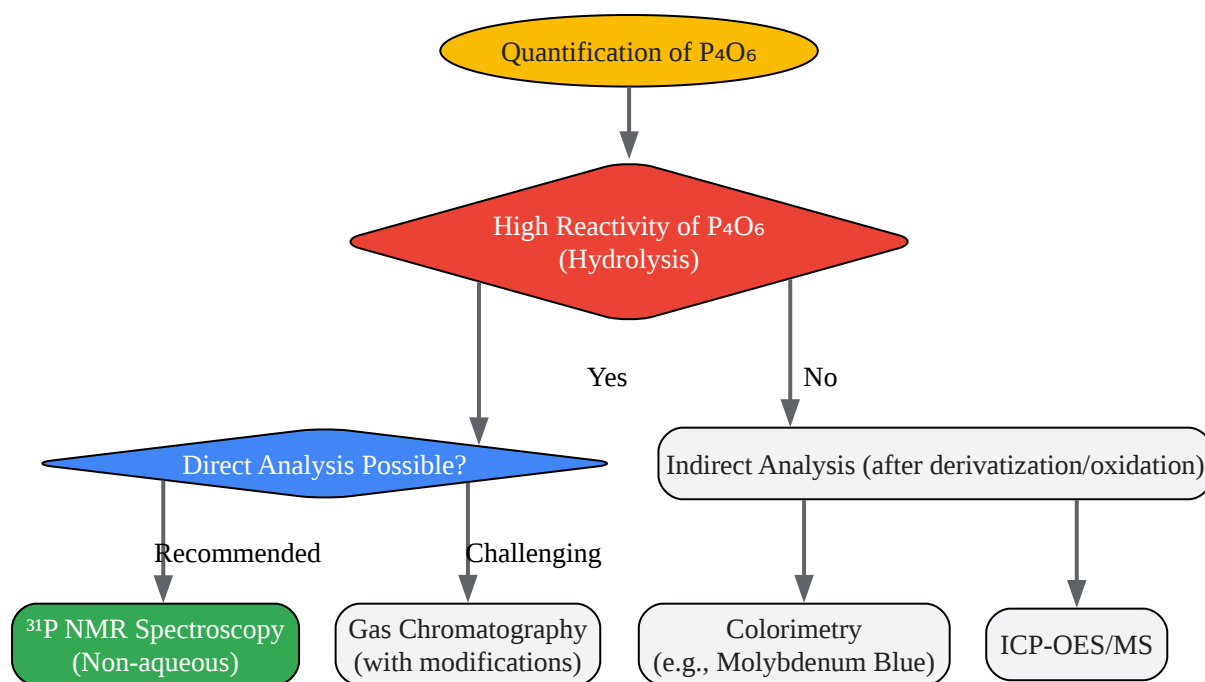 Quantification of P₄O₆
High Reactivity of P₄O₆
(Hydrolysis)
Yes
No
Direct Analysis Possible?
Indirect Analysis (after derivatization/oxidation)
Recommended
Challenging
³¹P NMR Spectroscopy
(Non-aqueous)
Gas Chromatography
(with modifications)
Colorimetry
(e.g., Molybdenum Blue)
ICP-OES/MS